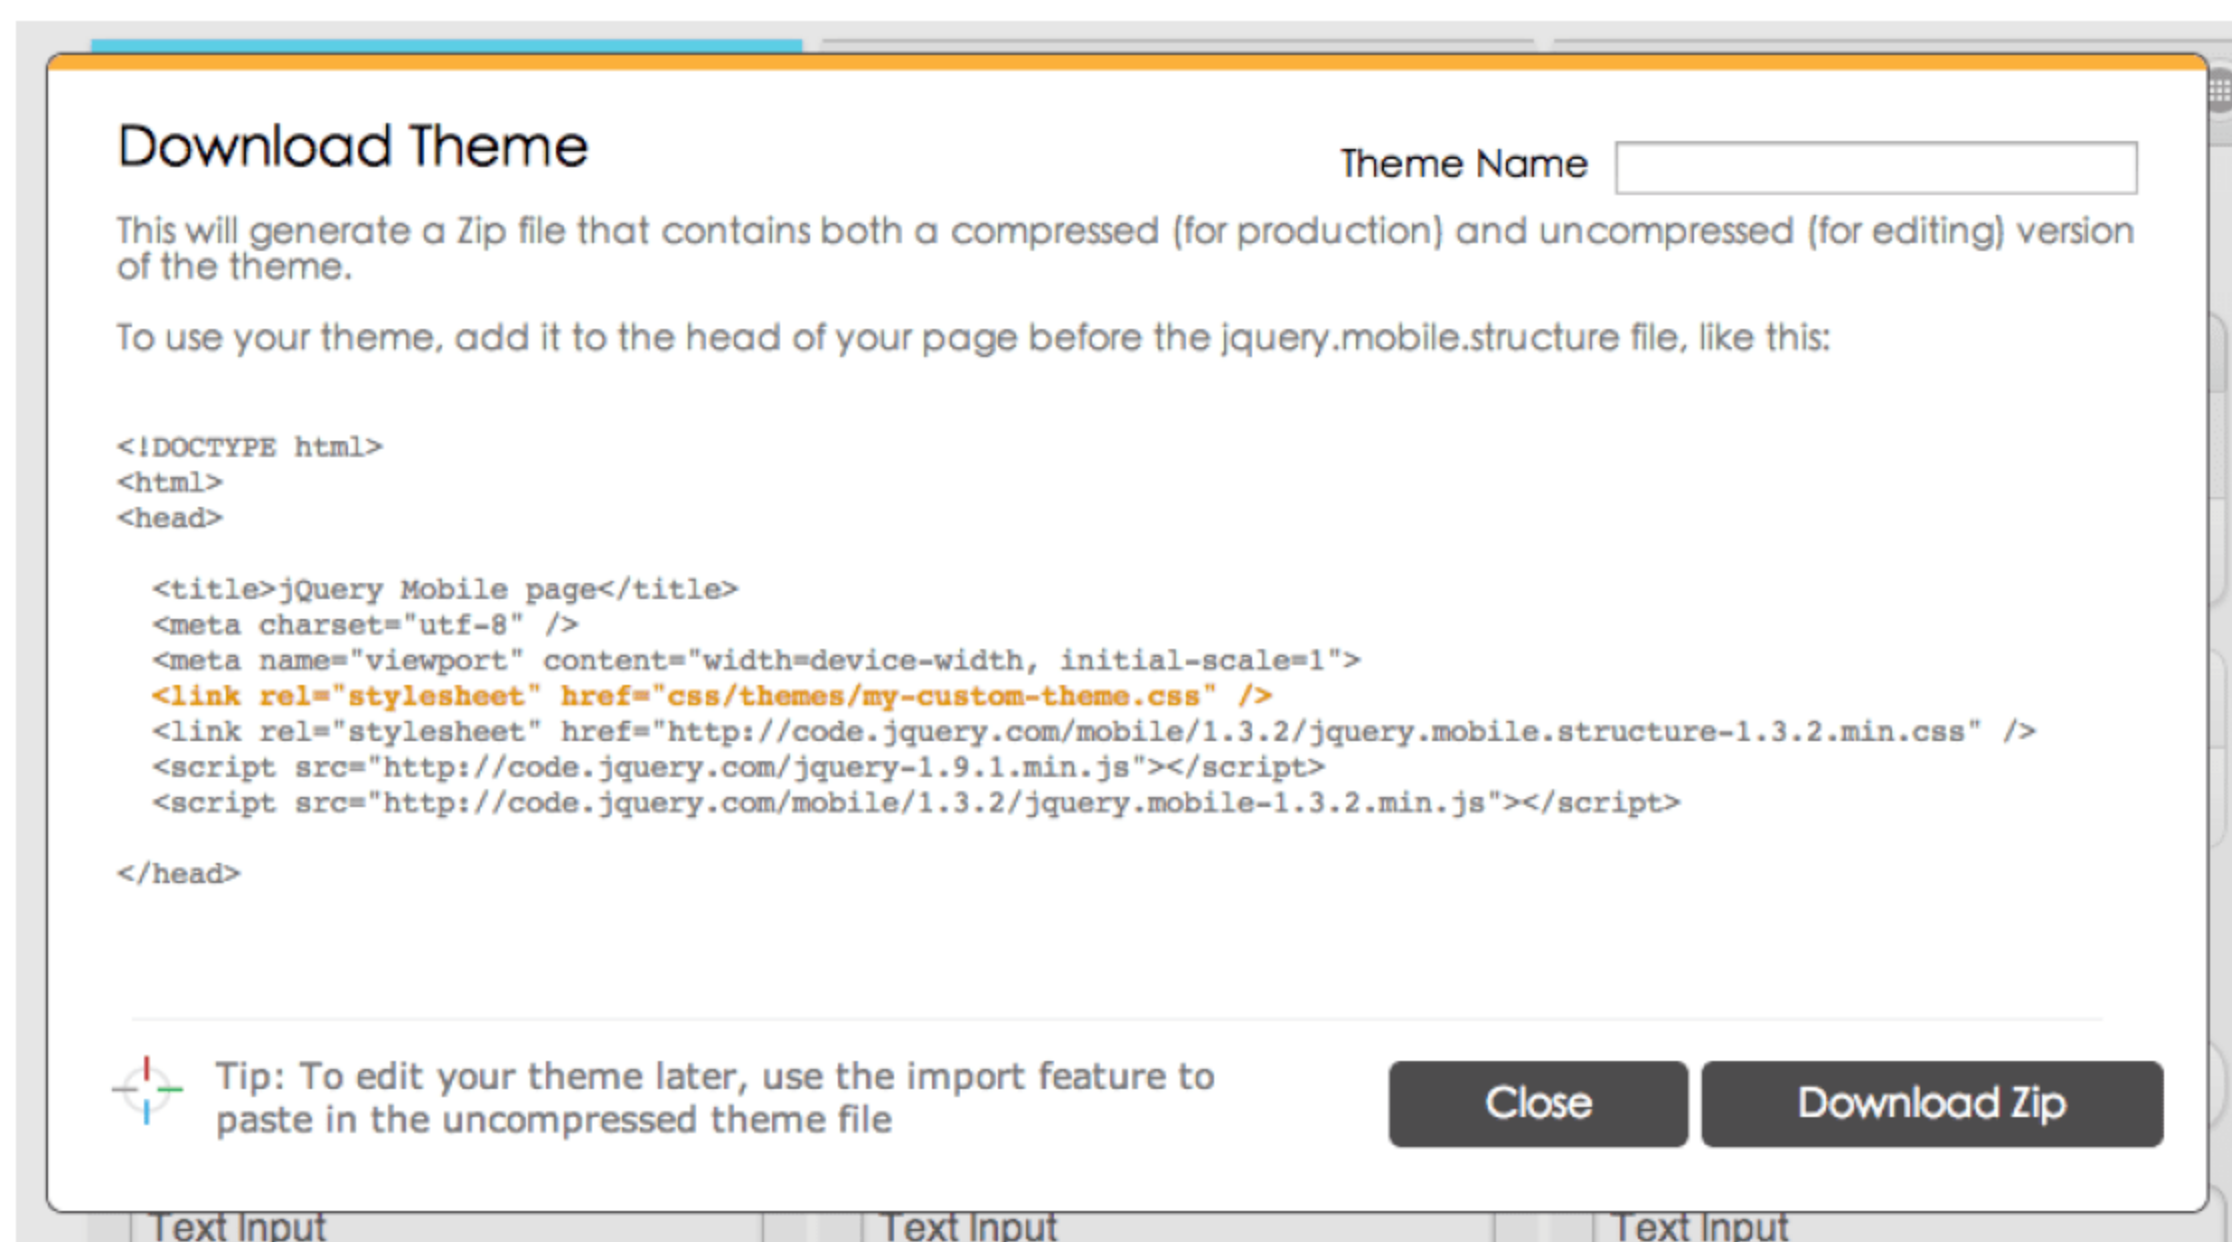 Download Theme
Theme Name
This will generate a Zip file that contains both a compressed (for production) and uncompressed (for editing) version
of the theme.
To use your theme, add it to the head of your page before the jquery.mobile.structure file, like this:
<!DOCTYPE html>
<html>
<head>
<title>jQuery Mobile page</title>
<meta charset="utf-8" />
<meta name="viewport" content="width=device-width, initial-scale=1">
<link rel="stylesheet" href="css/themes/my-custom-theme.css" />
<link rel="stylesheet" href="http://code.jquery.com/mobile/1.3.2/jquery.mobile.structure-1.3.2.min.css" />
<script src="http://code.jquery.com/jquery-1.9.1.min.js"></script>
<script src="http://code.jquery.com/mobile/1.3.2/jquery.mobile-1.3.2.min.js"></script>
</head>
Tip: To edit your theme later, use the import feature to
paste in the uncompressed theme file
Close
Download Zip
Text Input
Text Input
Text Input